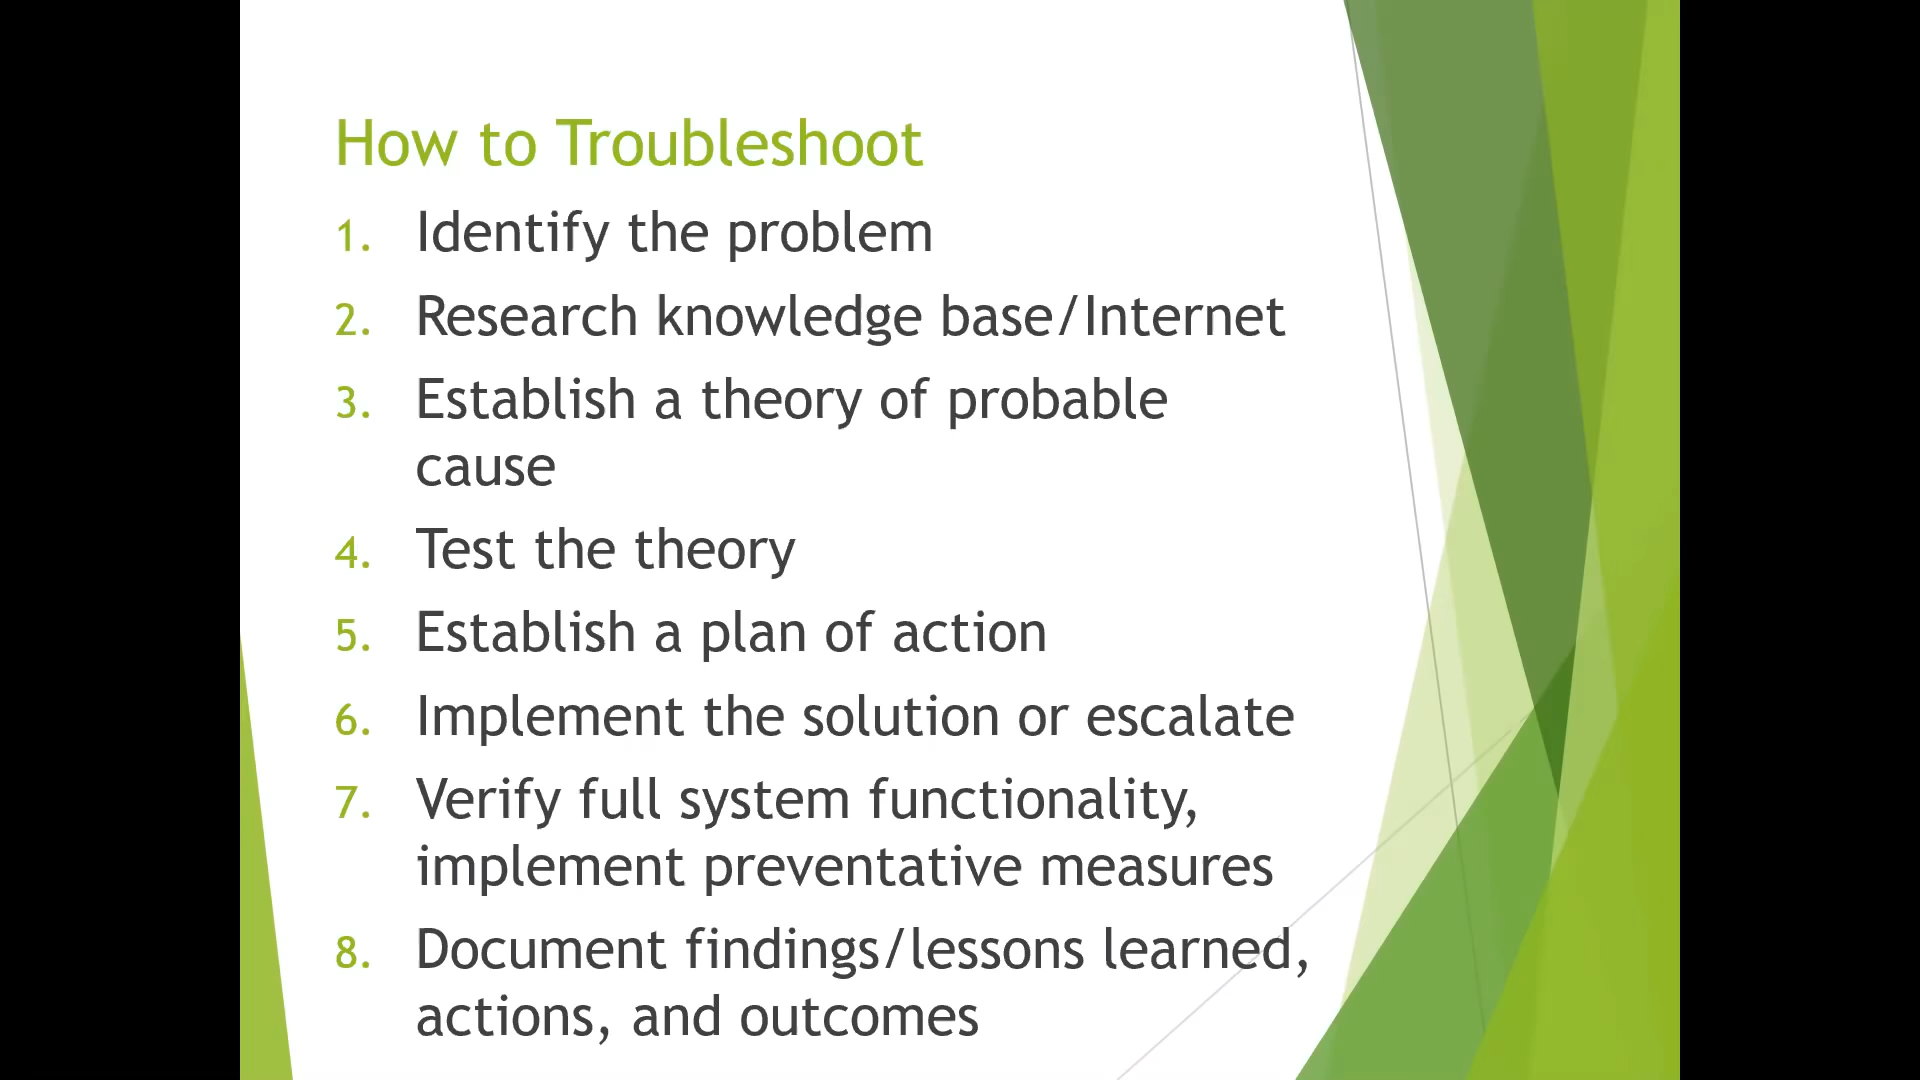 How to Troubleshoot
1. Identify the problem
2. Research knowledge base/Internet
3. Establish a theory of probable
cause
4. Test the theory
5. Establish a plan of action
6. Implement the solution or escalate
7. Verify full system functionality,
implement preventative measures
8. Document findings/lessons learned,
actions, and outcomes